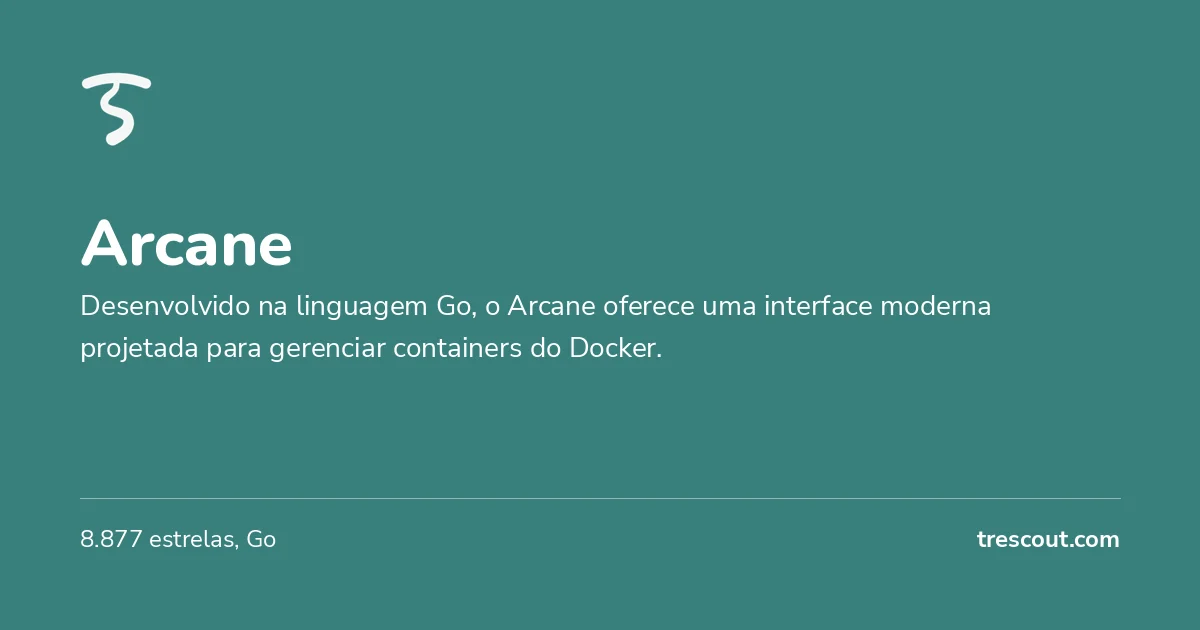 Arcane
Desenvolvido na linguagem Go, o Arcane oferece uma interface moderna
projetada para gerenciar containers do Docker.
8.877 estrelas, Go
trescout.com